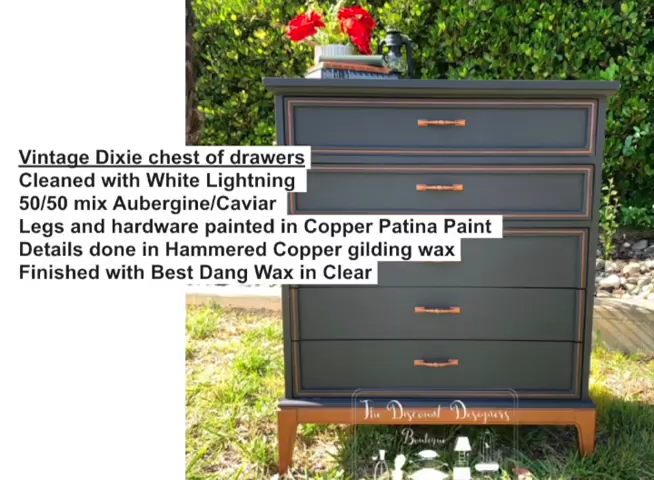 Vintage Dixie chest of drawers
Cleaned with White Lightning
50/50 mix Aubergine/Caviar
Legs and hardware painted in Copper Patina Paint
Details done in Hammered Copper gilding wax
Finished with Best Dang Wax in Clear
The Discount Designers
Boutique